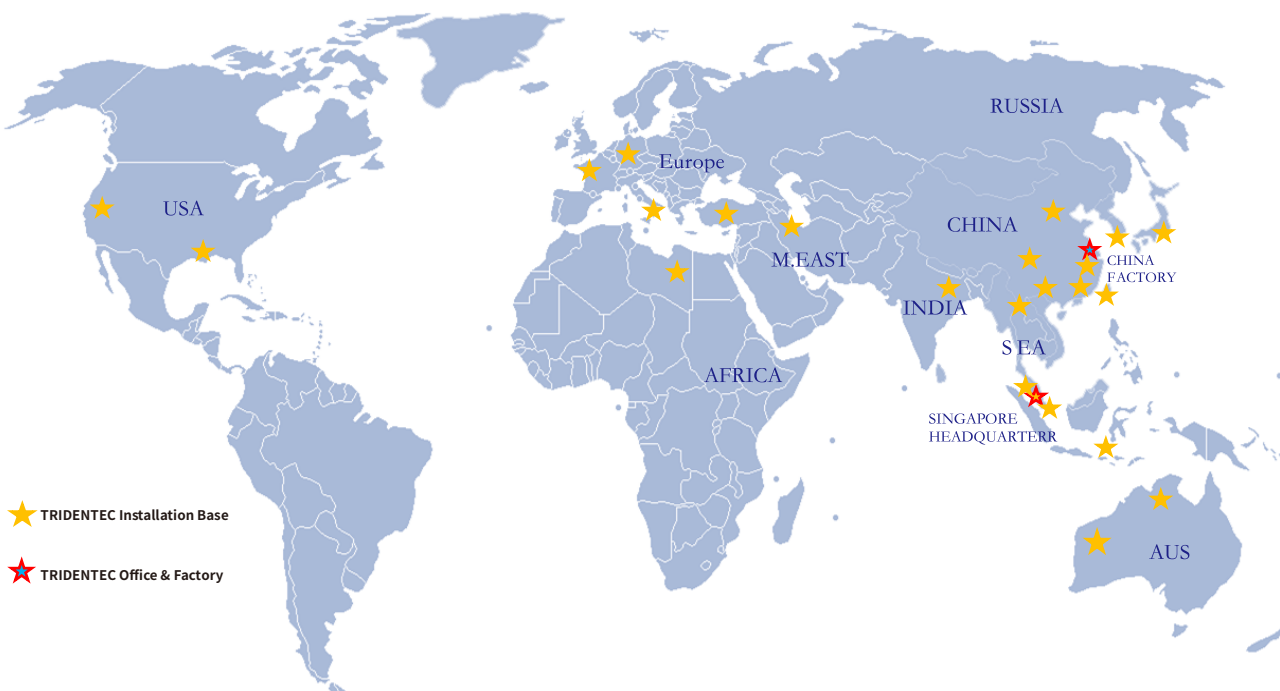 RUSSIA
Europe
USA
CHINA
M.EAST
CHINA
FACTORY
INDIA
S EA
AFRICA
SINGAPORE
HEADQUARTERR
TRIDENTEC Installation Base
AUS
TRIDENTEC Office & Factory